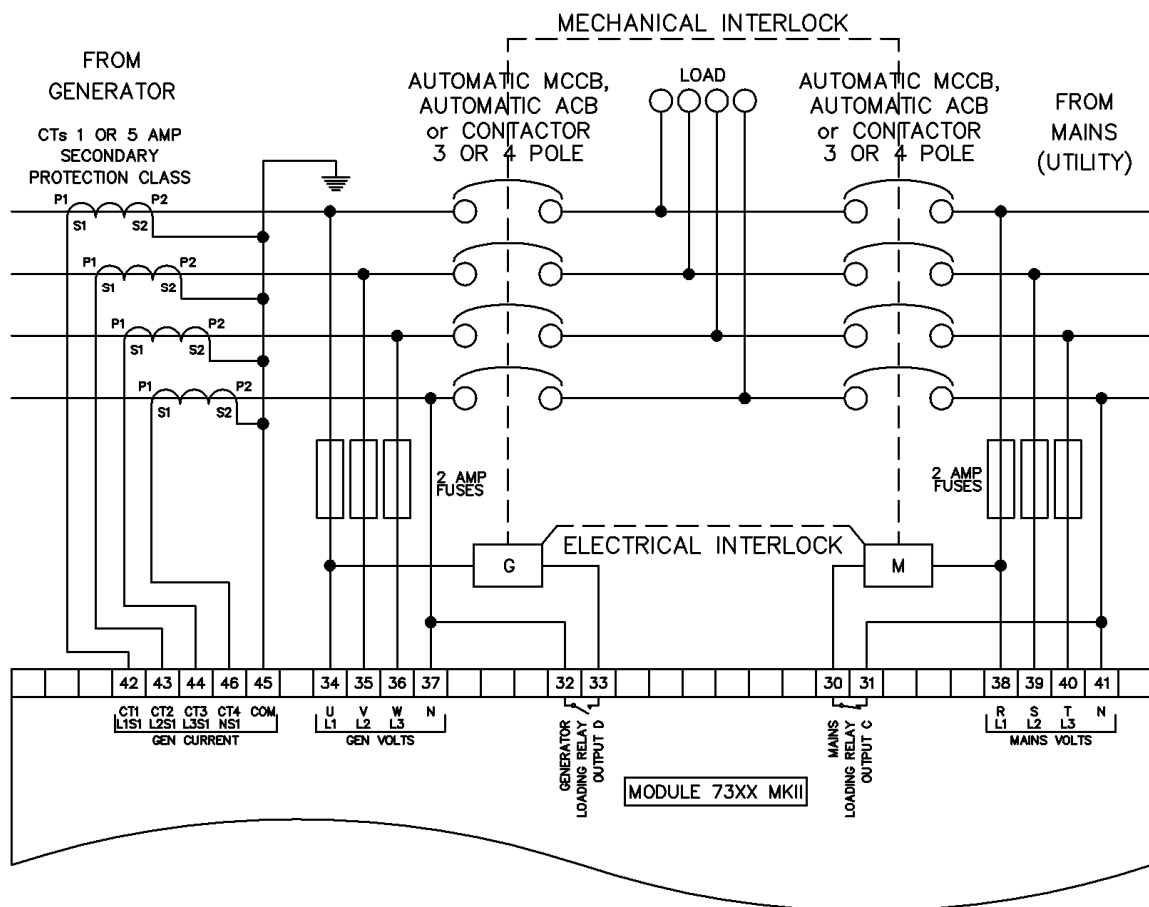 MECHANICAL INTERLOCK
FROM
GENERATOR
CTs 1 OR 5 AMP
SECONDARY
PROTECTION CLASS
AUTOMATIC MCCB,
AUTOMATIC ACB
or CONTACTOR
3 OR 4 POLE
LOAD
AUTOMATIC MCCB,
AUTOMATIC ACB
or CONTACTOR
3 OR 4 POLE
FROM
MAINS
(UTILITY)
P1 P2
S1 S2
P1 P2
S1 S2
P1 P2
S1 S2
P1 P2
S1 S2
2 AMP
FUSES
2 AMP
FUSES
ELECTRICAL INTERLOCK
G
M
42 43 44 46 45 34 35 36 37 32 33 30 31 38 39 40 41
CT1 CT2 CT3 CT4 COM
L1S1 L2S1 L3S1 NS1
GEN CURRENT
U V W N
L1 L2 L3
GEN VOLTS
GENERATOR
LOADING RELAY
OUTPUT D
MAINS
LOADING RELAY
OUTPUT C
R S T N
L1 L2 L3
MAINS VOLTS
MODULE 73XX MKII